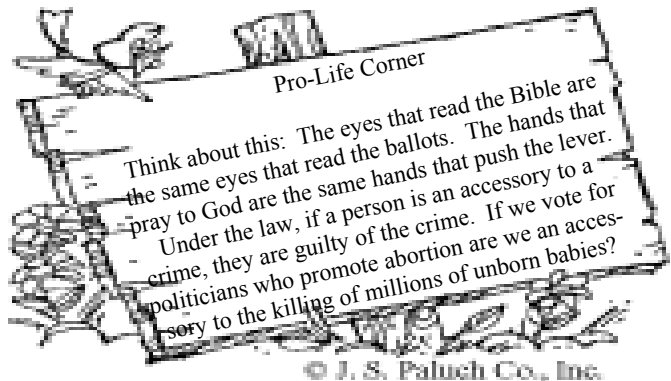 Pro-Life Corner
Think about this:  The eyes that read the Bible are
the same eyes that read the ballots.  The hands that
pray to God are the same hands that push the lever.
Under the law, if a person is an accessory to a
crime, they are guilty of the crime.  If we vote for
politicians who promote abortion are we an acces-
sory to the killing of millions of unborn babies?
© J. S. Paluch Co., Inc.